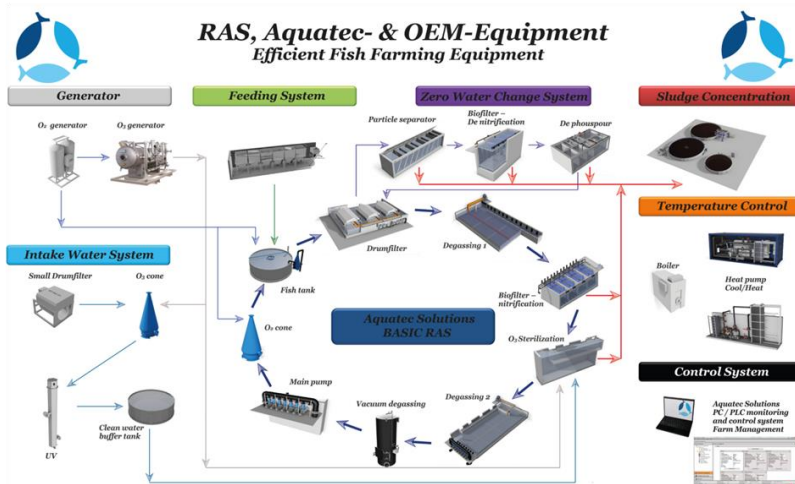 RAS, Aquatec- & OEM-Equipment
Efficient Fish Farming Equipment
Generator
Feeding System
Zero Water Change System
Sludge Concentration
O₂ generator
O₃ generator
Particle separator
Biofilter –
De nitrification
De phouspour
Drumfilter
Degassing 1
Temperature Control
Boiler
Heat pump
Cool/Heat
Intake Water System
Small Drumfilter
O₃ cone
Fish tank
Biofilter –
nitrification
Aquatec Solutions
BASIC RAS
O₂ cone
O₃ Sterilization
Control System
Main pump
Vacuum degassing
Degassing 2
Aquatec Solutions
PC / PLC monitoring
and control system
Farm Management
UV
Clean water
buffer tank